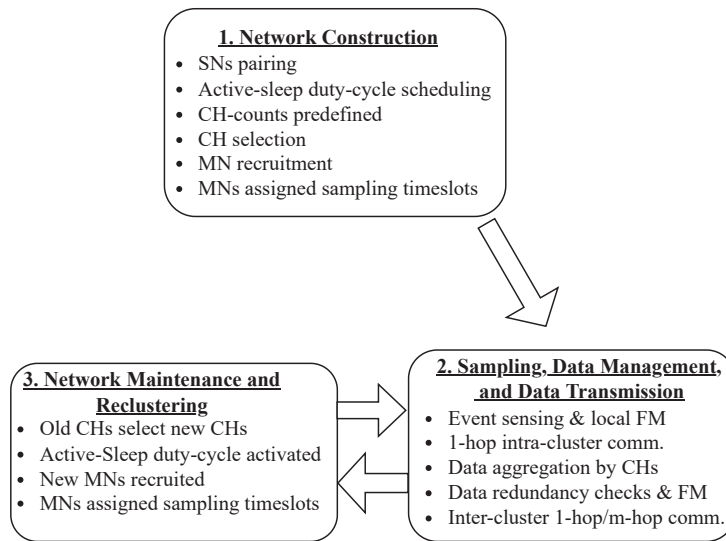 1. Network Construction
• SNs pairing
• Active-sleep duty-cycle scheduling
• CH-counts predefined
• CH selection
• MN recruitment
• MNs assigned sampling timeslots
3. Network Maintenance and
Reclustering
• Old CHs select new CHs
• Active-Sleep duty-cycle activated
• New MNs recruited
• MNs assigned sampling timeslots
2. Sampling, Data Management,
and Data Transmission
• Event sensing & local FM
• 1-hop intra-cluster comm.
• Data aggregation by CHs
• Data redundancy checks & FM
• Inter-cluster 1-hop/m-hop comm.